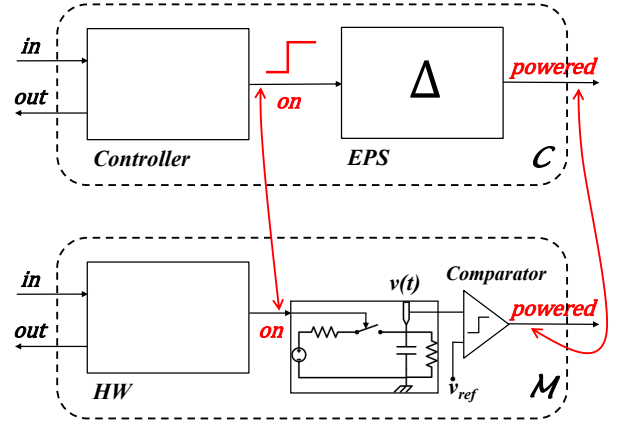 in
out
on
powered
Δ
Controller
EPS
C
in
out
on
v(t)
Comparator
powered
v_ref
HW
M